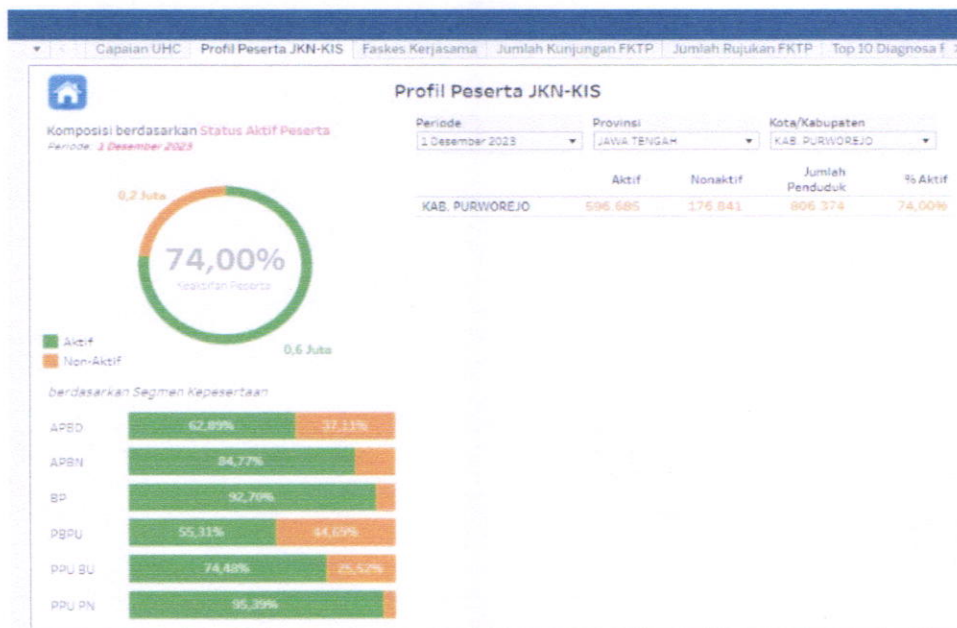 Capaian UHC Profil Peserta JKN-KIS Faskes Kerjasama Jumlah Kunjungan FKTP Jumlah Rujukan FKTP Top 10 Diagnosa F
Profil Peserta JKN-KIS
Komposisi berdasarkan Status Aktif Peserta
Periode: 1 Desember 2023
Periode Provinsi Kota/Kabupaten
1 Desember 2023 JAWA TENGAH KAB. PURWOREJO
Aktif Nonaktif Jumlah Penduduk % Aktif
KAB. PURWOREJO 596.685 176.841 806.374 74,00%
0,2 Juta
74,00%
Keaktifan Peserta
0,6 Juta
Aktif
Non-Aktif
berdasarkan Segmen Kepesertaan
APBD 62,89% 37,11%
APBN 84,77%
BP 92,70%
PBPU 55,31% 44,69%
PPU BU 74,48% 25,52%
PPU PN 95,39%